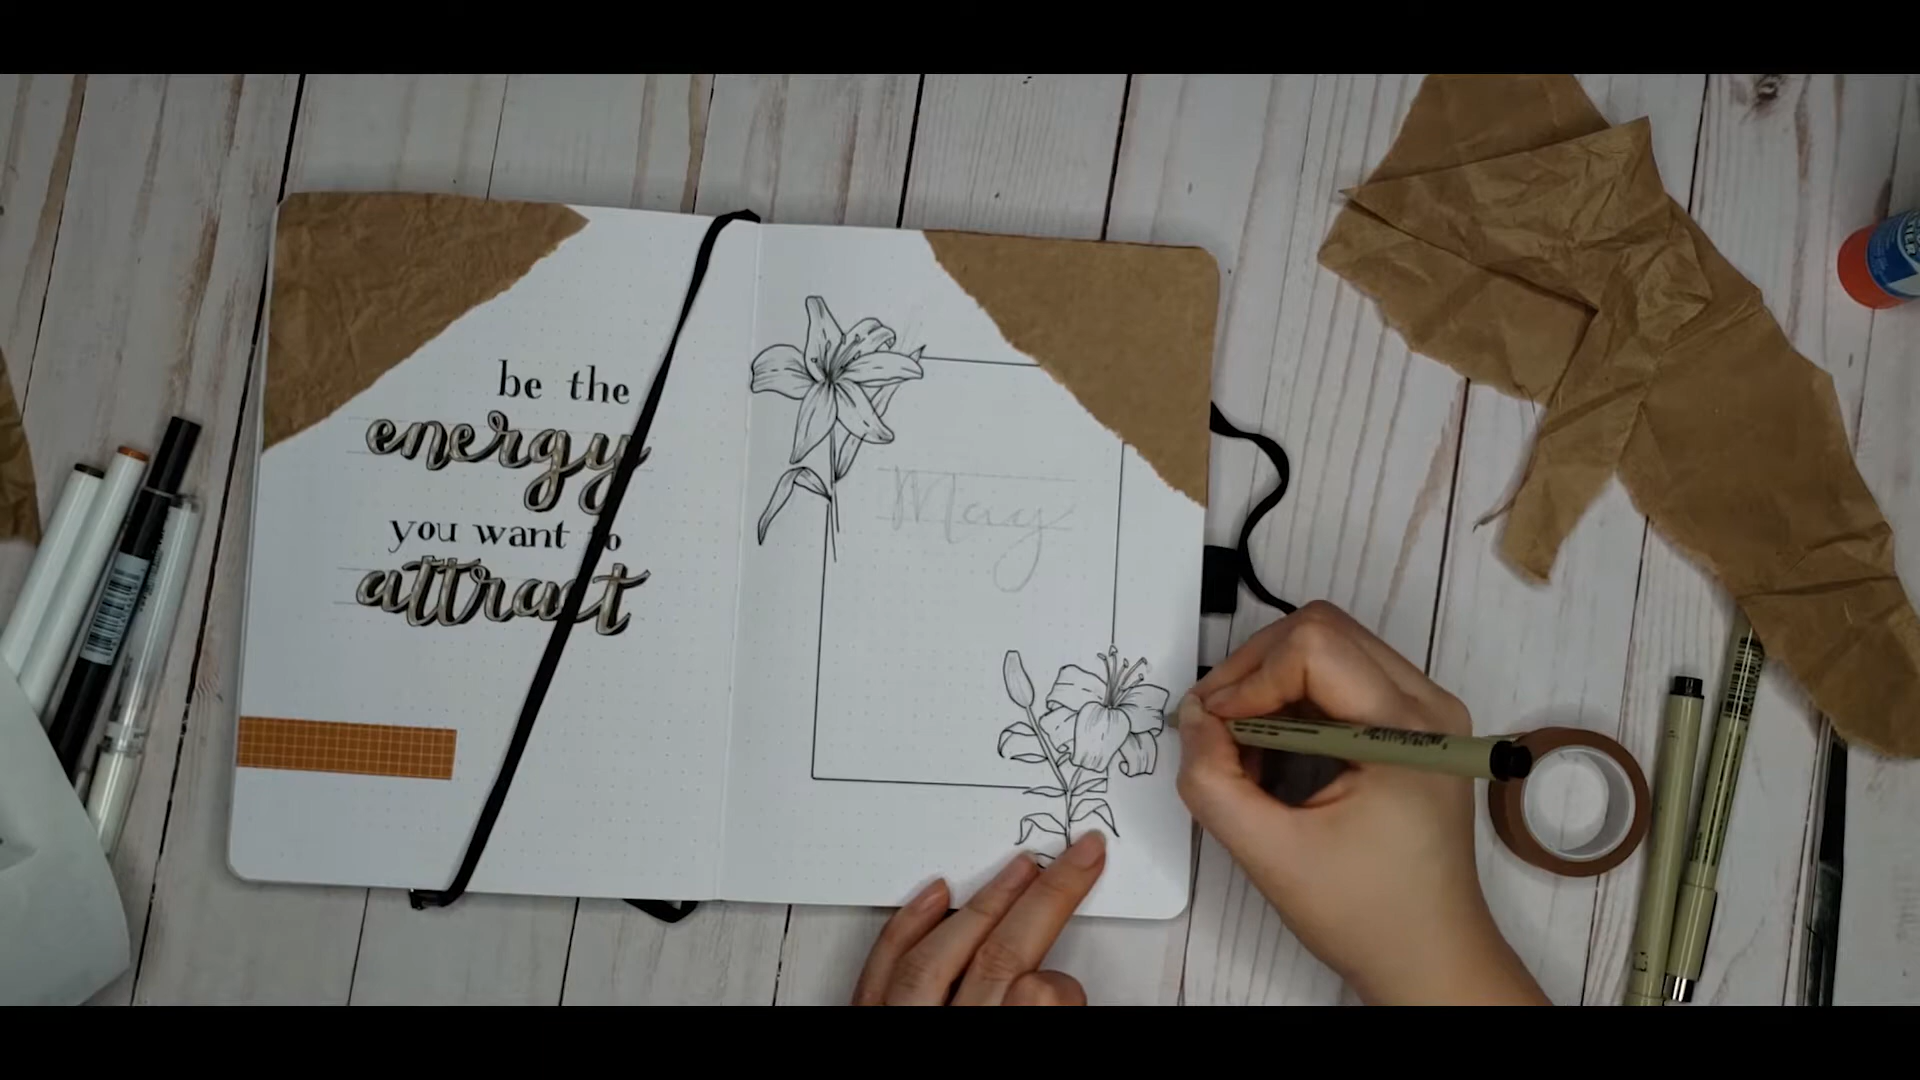 be the
energy
you want to
attract
May